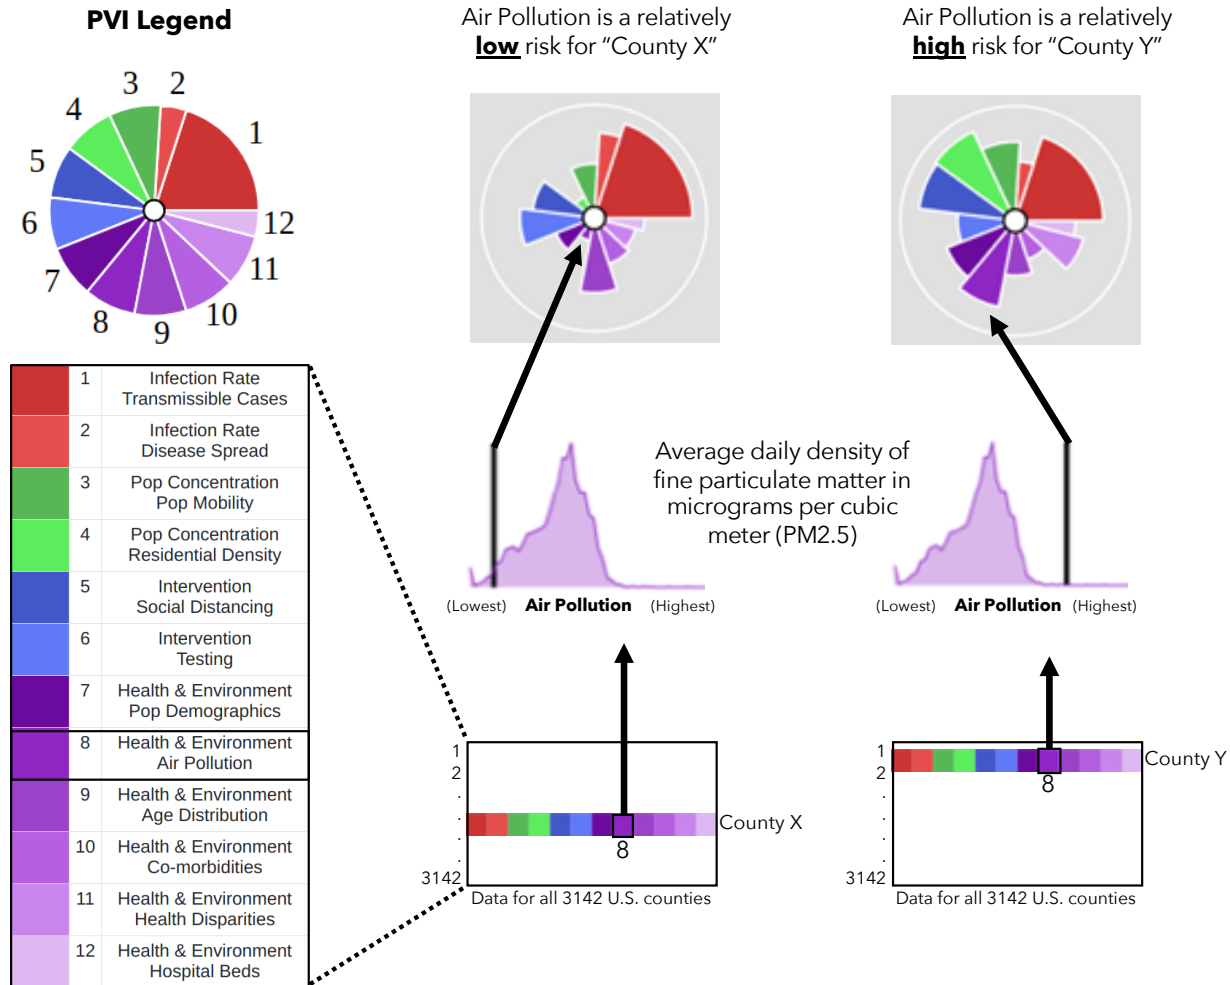 PVI Legend
3
2
4
1
5
6
12
7
11
8
10
9
1
Infection Rate
Transmissible Cases
2
Infection Rate
Disease Spread
3
Pop Concentration
Pop Mobility
4
Pop Concentration
Residential Density
5
Intervention
Social Distancing
6
Intervention
Testing
7
Health & Environment
Pop Demographics
8
Health & Environment
Air Pollution
9
Health & Environment
Age Distribution
10
Health & Environment
Co-morbidities
11
Health & Environment
Health Disparities
12
Health & Environment
Hospital Beds
Air Pollution is a relatively
low risk for “County X”
Air Pollution is a relatively
high risk for “County Y”
Average daily density of
fine particulate matter in
micrograms per cubic
meter (PM2.5)
(Lowest) Air Pollution (Highest)
(Lowest) Air Pollution (Highest)
1
2
.
.
.
.
3142
County X
8
Data for all 3142 U.S. counties
1
2
.
.
.
.
3142
County Y
8
Data for all 3142 U.S. counties